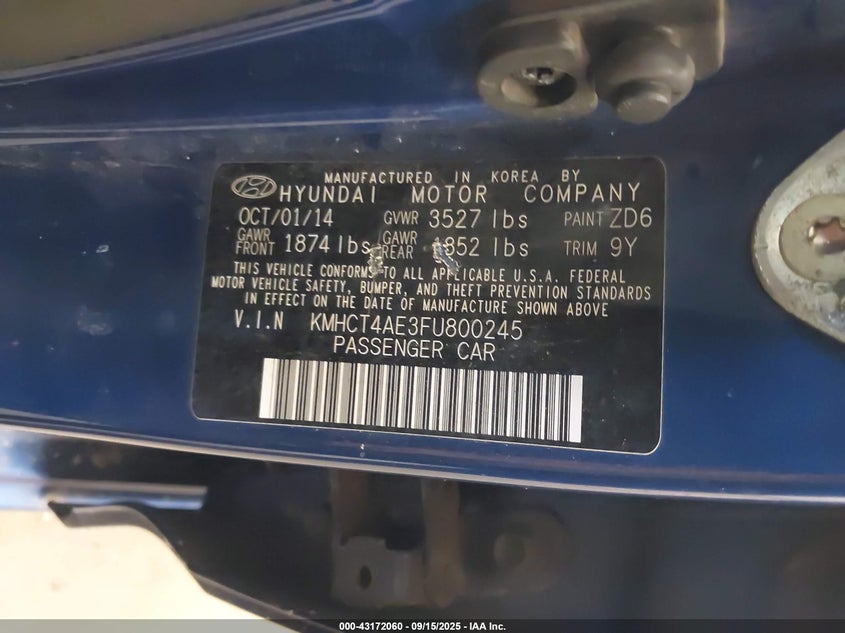 MANUFACTURED IN KOREA BY
HYUNDAI MOTOR COMPANY
OCT/01/14 GVWR 3527 lbs PAINT ZD6
GAWR FRONT 1874 lbs GAWR REAR 1852 lbs TRIM 9Y
THIS VEHICLE CONFORMS TO ALL APPLICABLE U.S.A. FEDERAL
MOTOR VEHICLE SAFETY, BUMPER, AND THEFT PREVENTION STANDARDS
IN EFFECT ON THE DATE OF MANUFACTURE SHOWN ABOVE
V.I.N KMHCT4AE3FU800245
PASSENGER CAR
000-43172060 - 09/15/2025 - IAA Inc.